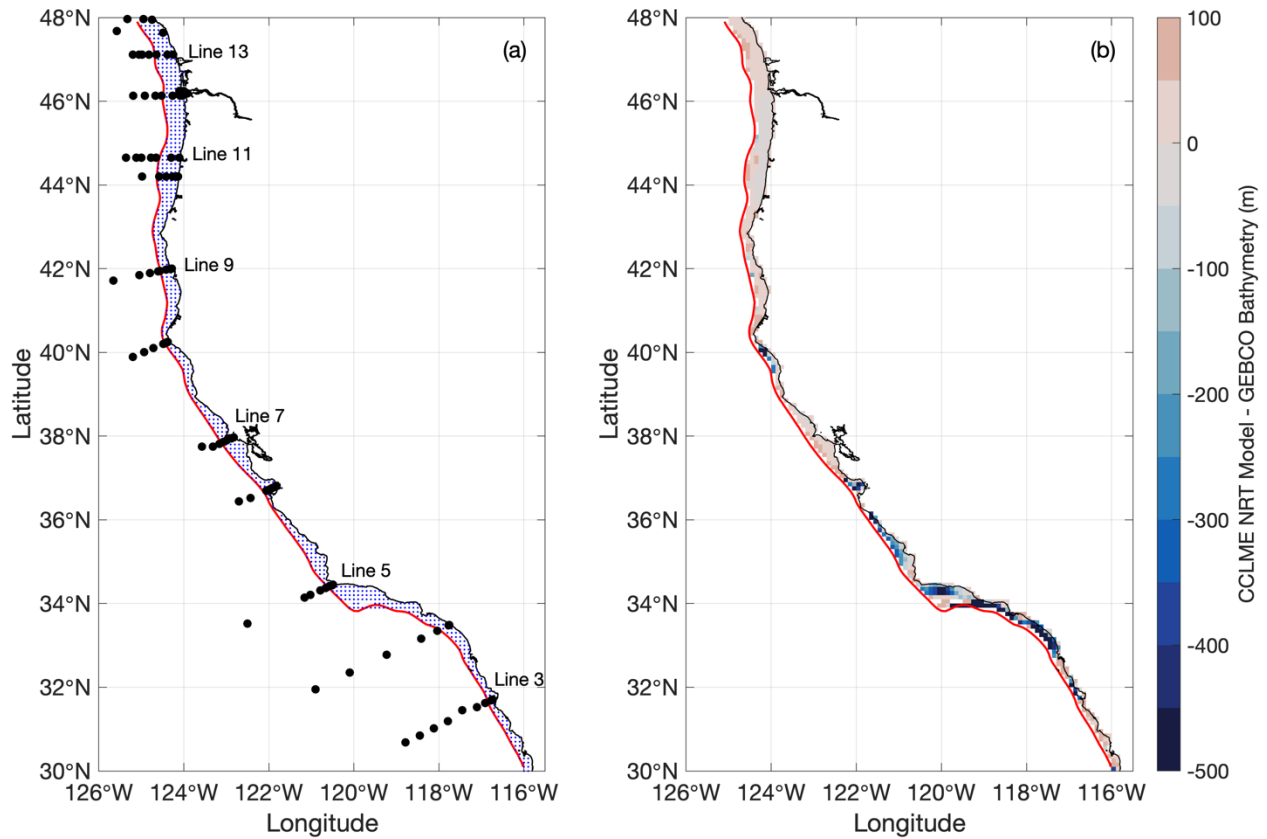 (a)
Line 13
Line 11
Line 9
Line 7
Line 5
Line 3
48°N
46°N
44°N
42°N
40°N
38°N
36°N
34°N
32°N
30°N
Latitude
126°W
124°W
122°W
120°W
118°W
116°W
Longitude
(b)
48°N
46°N
44°N
42°N
40°N
38°N
36°N
34°N
32°N
30°N
Latitude
126°W
124°W
122°W
120°W
118°W
116°W
Longitude
100
0
-100
-200
-300
-400
-500
CCLME NRT Model - GEBCO Bathymetry (m)